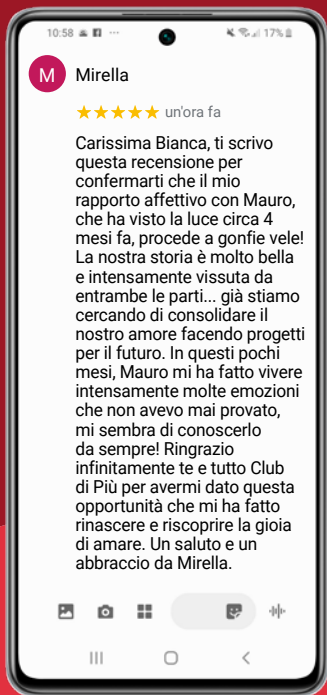 10:58 ···
17%
M Mirella
un'ora fa
Carissima Bianca, ti scrivo
questa recensione per
confermarti che il mio
rapporto affettivo con Mauro,
che ha visto la luce circa 4
mesi fa, procede a gonfie vele!
La nostra storia è molto bella
e intensamente vissuta da
entrambe le parti... già stiamo
cercando di consolidare il
nostro amore facendo progetti
per il futuro. In questi pochi
mesi, Mauro mi ha fatto vivere
intensamente molte emozioni
che non avevo mai provato,
mi sembra di conoscerlo
da sempre! Ringrazio
infinitamente te e tutto Club
di Più per avermi dato questa
opportunità che mi ha fatto
rinascere e riscoprire la gioia
di amare. Un saluto e un
abbraccio da Mirella.